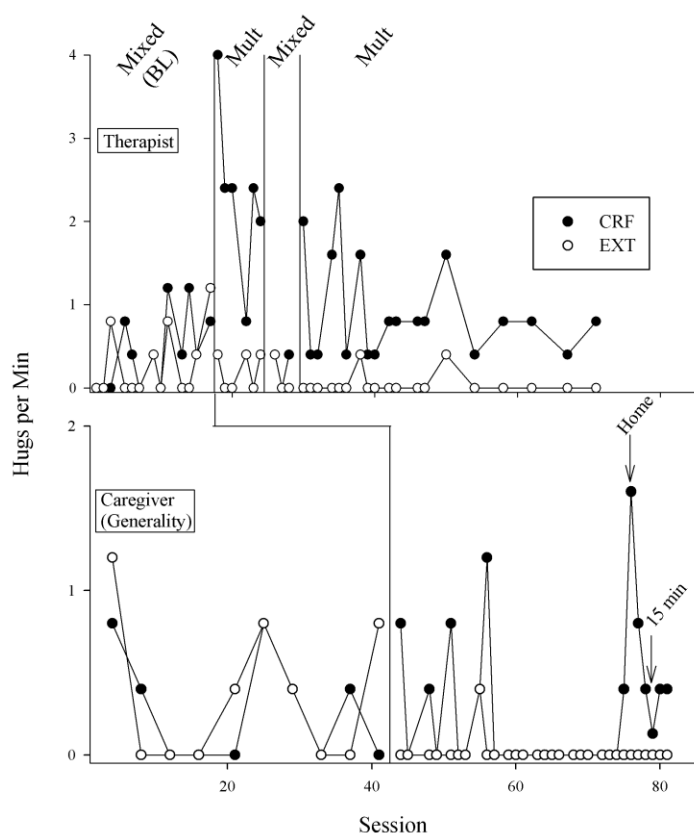 Mixed
(BL)
Mult
Mixed
Mult
4
Therapist
3
CRF
EXT
2
1
0
Hugs per Min
2
Home
Caregiver
(Generality)
1
15 min
0
20
40
60
80
Session